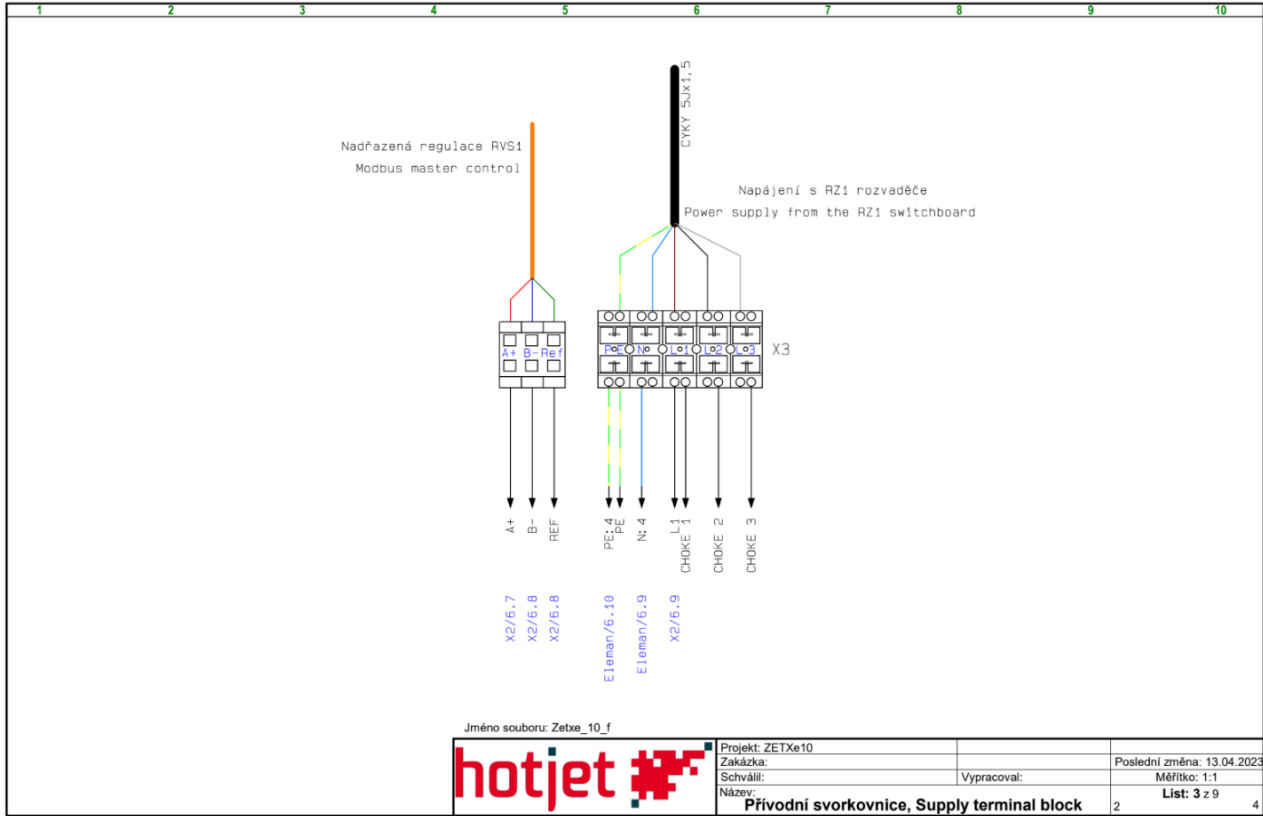 1 2 3 4 5 6 7 8 9 10
CYKY 5Jx1,5
Nadřazená regulace RVS1
Modbus master control
Napájení s RZ1 rozvaděče
Power supply from the RZ1 switchboard
A+ B- Ref
PE N L1 L2 L3
X3
A+
B-
REF
PE:4
PE
N:4
L1
CHOKE 1
CHOKE 2
CHOKE 3
X2/6.7
X2/6.8
X2/6.8
Eleman/6.10
Eleman/6.9
X2/6.9
Jméno souboru: Zetxe_10_f
hotjet
Projekt: ZETXe10
Zakázka:
Poslední změna: 13.04.2023
Schválil:
Vypracoval:
Měřítko: 1:1
Název:
Přívodní svorkovnice, Supply terminal block
List: 3 z 9
2
4